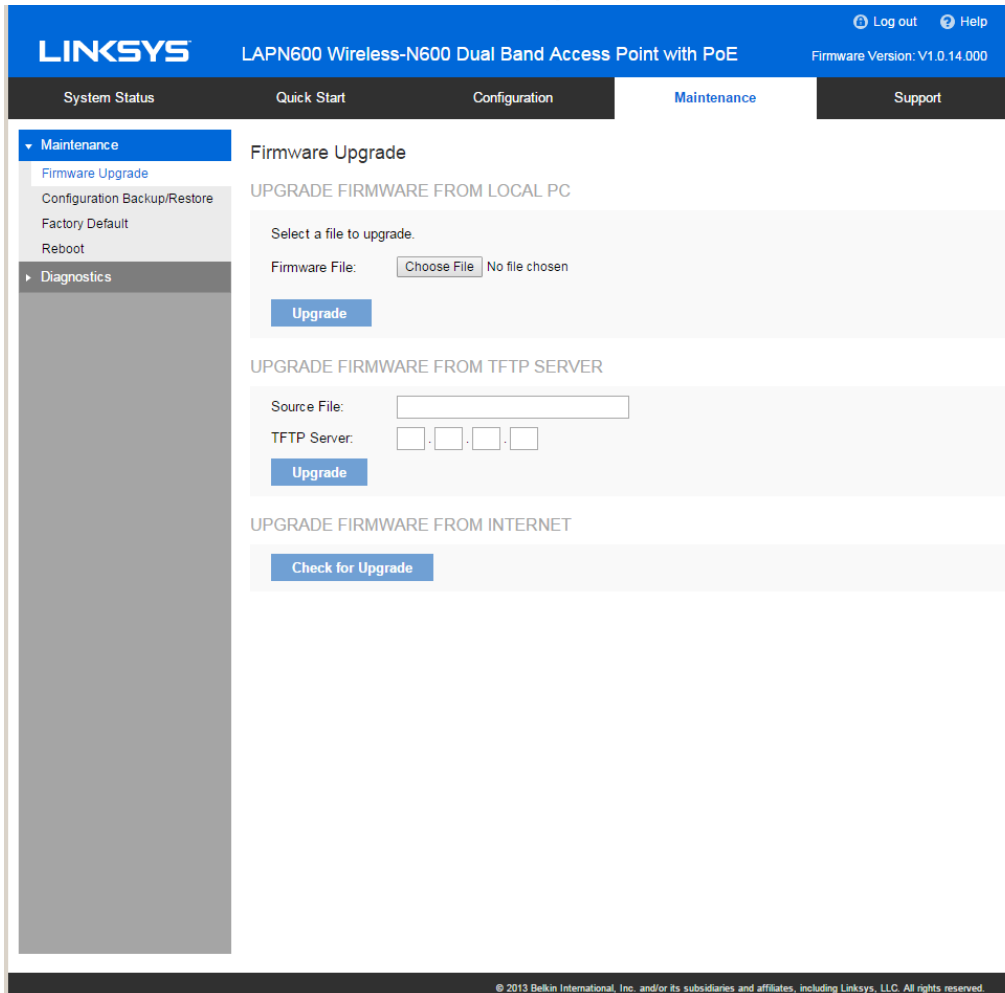 Log out Help
LINKSYS LAPN600 Wireless-N600 Dual Band Access Point with PoE Firmware Version: V1.0.14.000
System Status Quick Start Configuration Maintenance Support
Maintenance
Firmware Upgrade
Configuration Backup/Restore
Factory Default
Reboot
Diagnostics
Firmware Upgrade
UPGRADE FIRMWARE FROM LOCAL PC
Select a file to upgrade.
Firmware File: Choose File No file chosen
Upgrade
UPGRADE FIRMWARE FROM TFTP SERVER
Source File:
TFTP Server: . . .
Upgrade
UPGRADE FIRMWARE FROM INTERNET
Check for Upgrade
© 2013 Belkin International, Inc. and/or its subsidiaries and affiliates, including Linksys, LLC. All rights reserved.